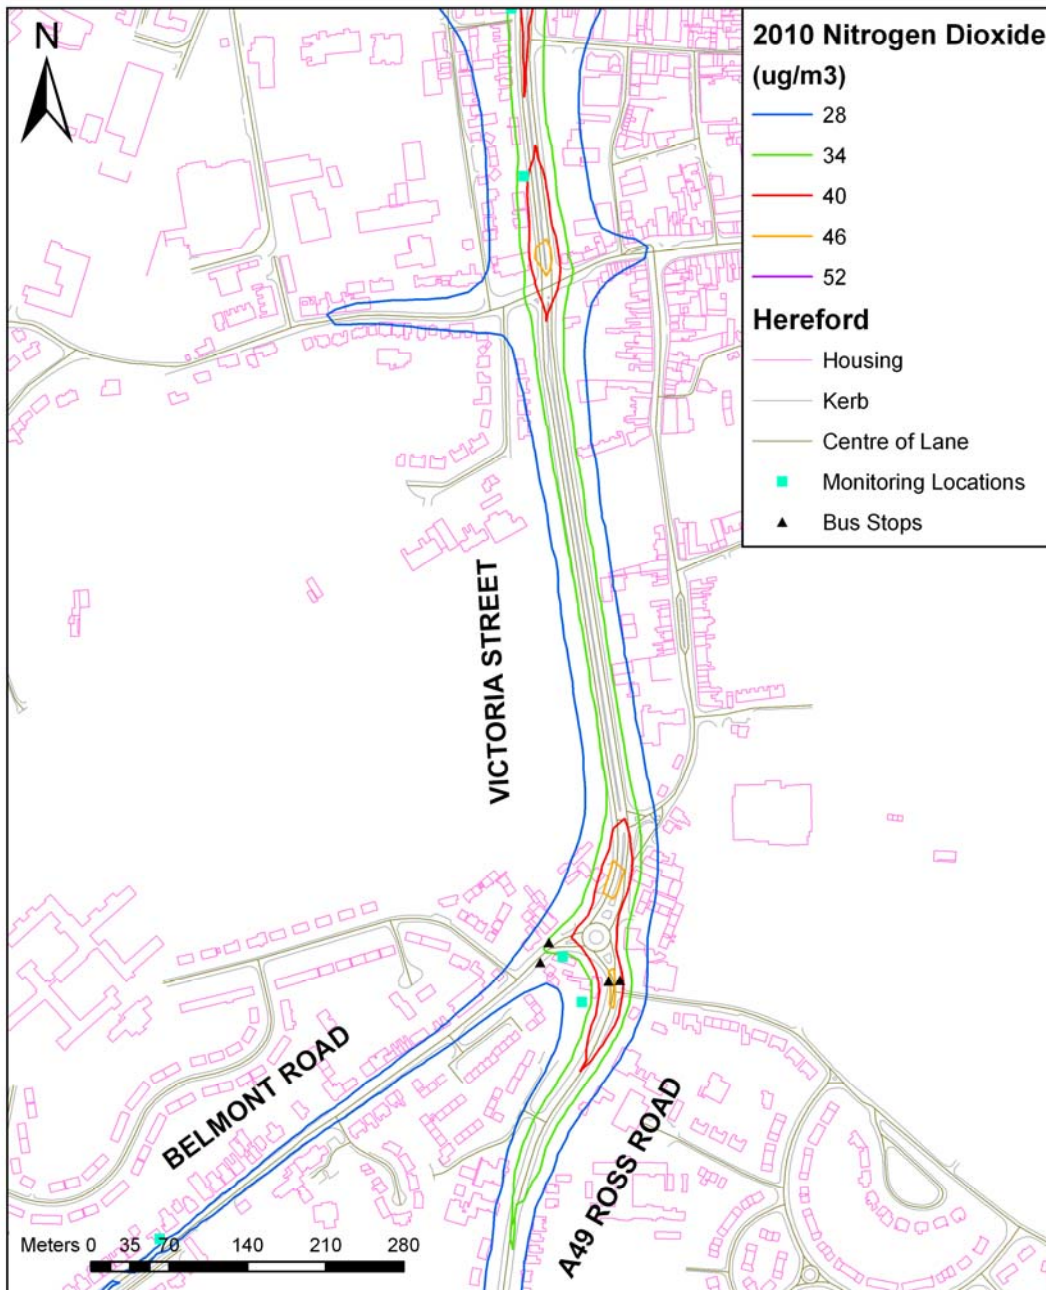 N
2010 Nitrogen Dioxide
(ug/m3)
28
34
40
46
52
Hereford
Housing
Kerb
Centre of Lane
Monitoring Locations
Bus Stops
VICTORIA STREET
BELMONT ROAD
A49 ROSS ROAD
Meters 0 35 70 140 210 280